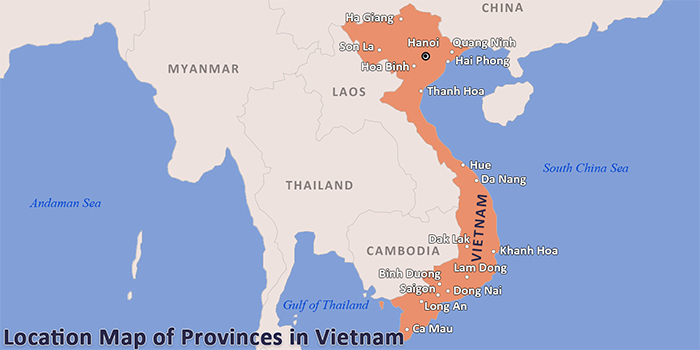 CHINA
Ha Giang
Hanoi
Quang Ninh
Son La
Hai Phong
Hoa Binh
MYANMAR
LAOS
Thanh Hoa
Hue
South China Sea
Da Nang
THAILAND
Andaman Sea
VIETNAM
Dak Lak
CAMBODIA
Khanh Hoa
Lam Dong
Binh Duong
Saigon
Dong Nai
Gulf of Thailand
Long An
Ca Mau
Location Map of Provinces in Vietnam